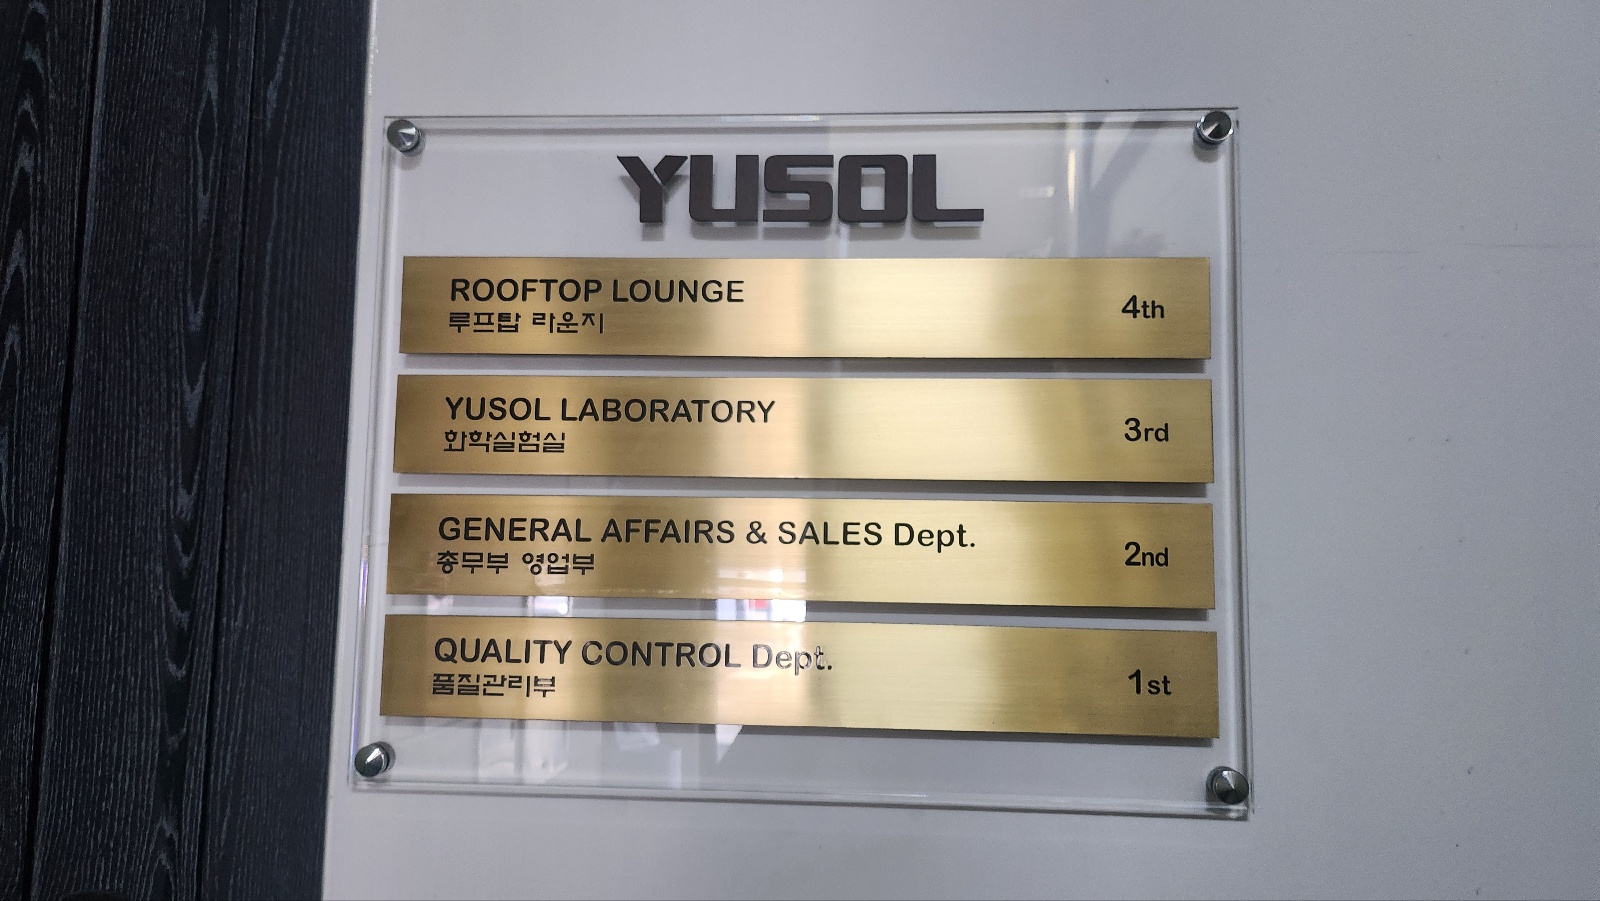 YUSOL
ROOFTOP LOUNGE
루프탑 라운지
4th
YUSOL LABORATORY
화학실험실
3rd
GENERAL AFFAIRS & SALES Dept.
총무부 영업부
2nd
QUALITY CONTROL Dept.
품질관리부
1st